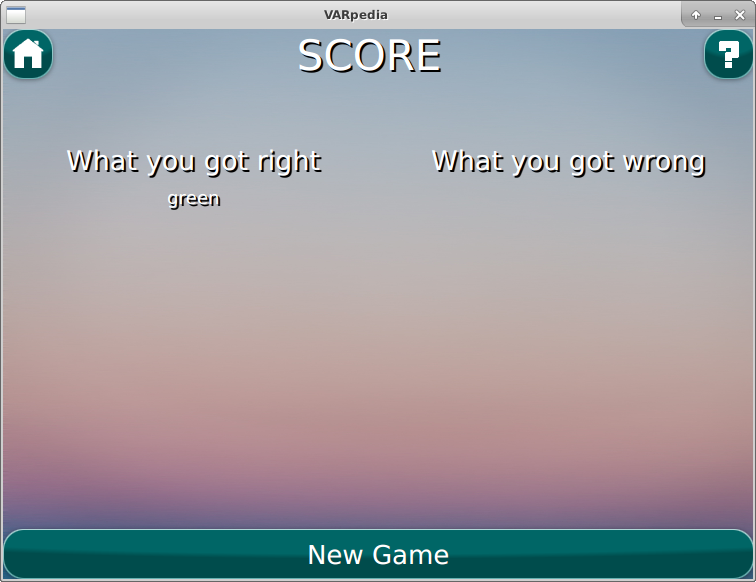 VARpedia
SCORE
?
What you got right
What you got wrong
green
New Game